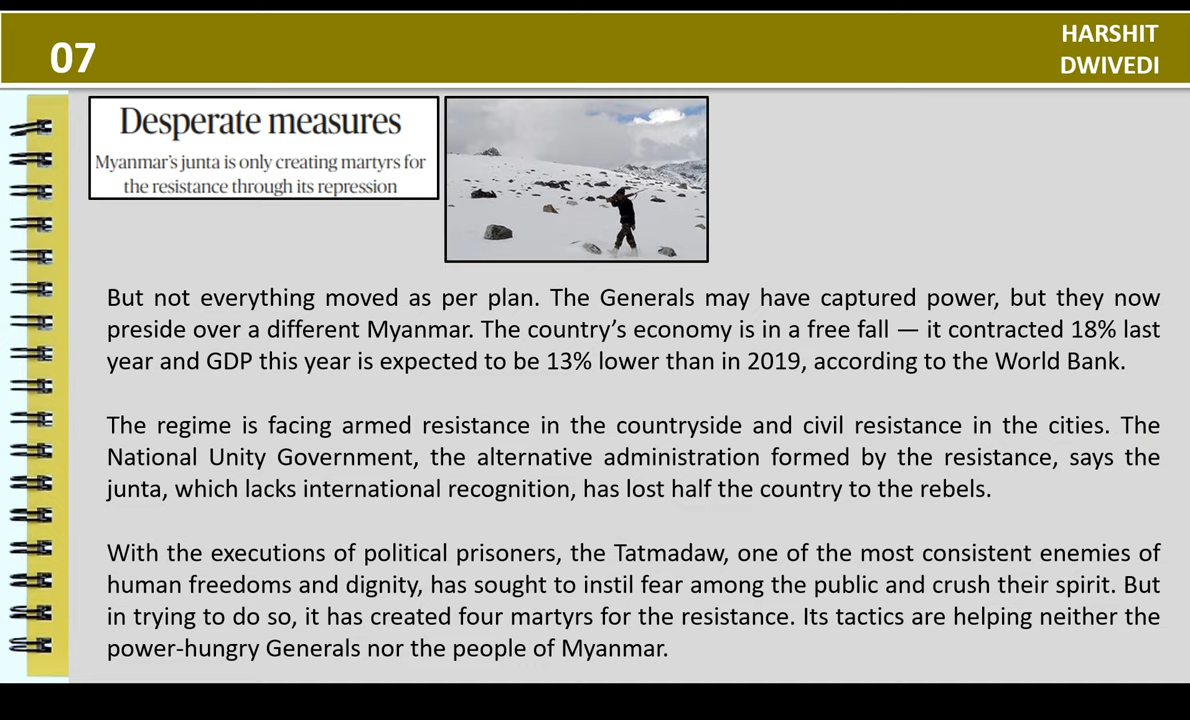 07
HARSHIT
DWIVEDI
Desperate measures
Myanmar's junta is only creating martyrs for
the resistance through its repression
But not everything moved as per plan. The Generals may have captured power, but they now
preside over a different Myanmar. The country’s economy is in a free fall — it contracted 18% last
year and GDP this year is expected to be 13% lower than in 2019, according to the World Bank.
The regime is facing armed resistance in the countryside and civil resistance in the cities. The
National Unity Government, the alternative administration formed by the resistance, says the
junta, which lacks international recognition, has lost half the country to the rebels.
With the executions of political prisoners, the Tatmadaw, one of the most consistent enemies of
human freedoms and dignity, has sought to instil fear among the public and crush their spirit. But
in trying to do so, it has created four martyrs for the resistance. Its tactics are helping neither the
power-hungry Generals nor the people of Myanmar.